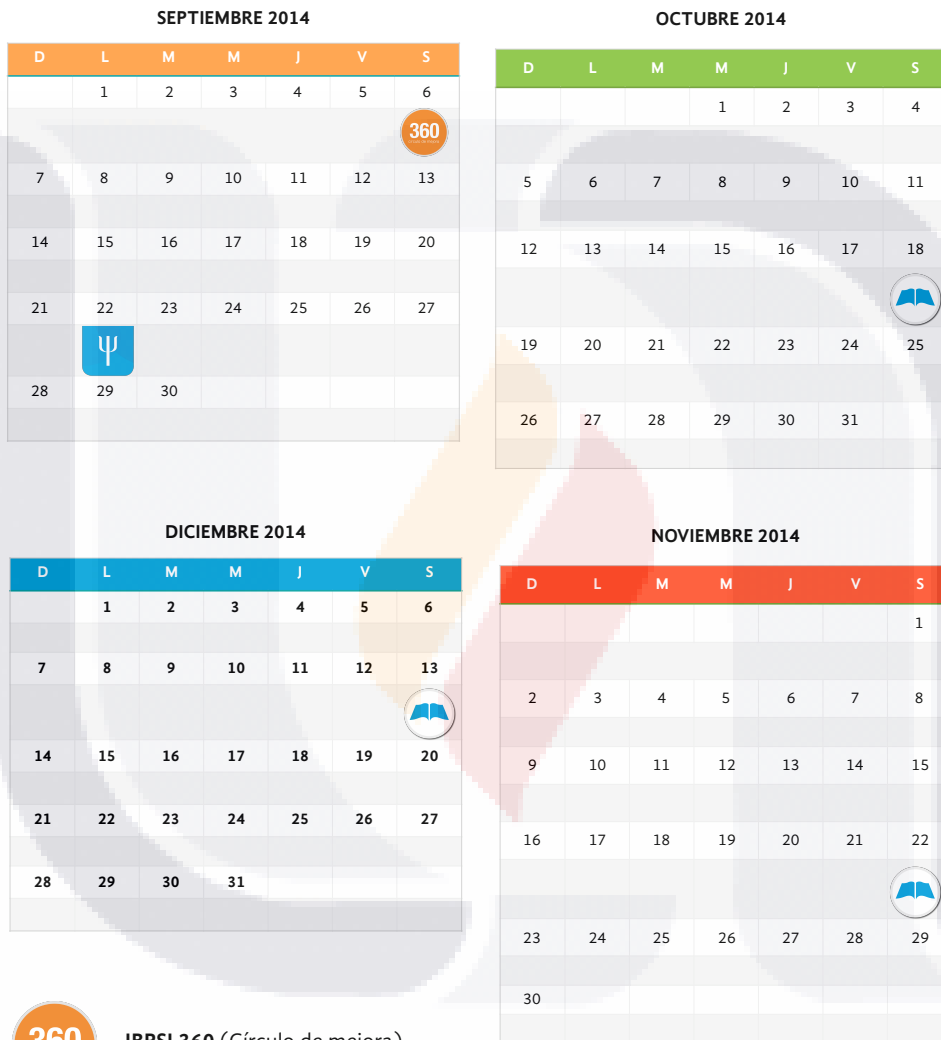 SEPTIEMBRE 2014
D L M M J V S
1 2 3 4 5 6
360
7 8 9 10 11 12 13
14 15 16 17 18 19 20
21 22 23 24 25 26 27
Ψ
28 29 30
OCTUBRE 2014
D L M M J V S
1 2 3 4
5 6 7 8 9 10 11
12 13 14 15 16 17 18
19 20 21 22 23 24 25
26 27 28 29 30 31
DICIEMBRE 2014
D L M M J V S
1 2 3 4 5 6
7 8 9 10 11 12 13
14 15 16 17 18 19 20
21 22 23 24 25 26 27
28 29 30 31
NOVIEMBRE 2014
D L M M J V S
1
2 3 4 5 6 7 8
9 10 11 12 13 14 15
16 17 18 19 20 21 22
23 24 25 26 27 28 29
30
360 IBPSI 360 (Círculo de mejora)